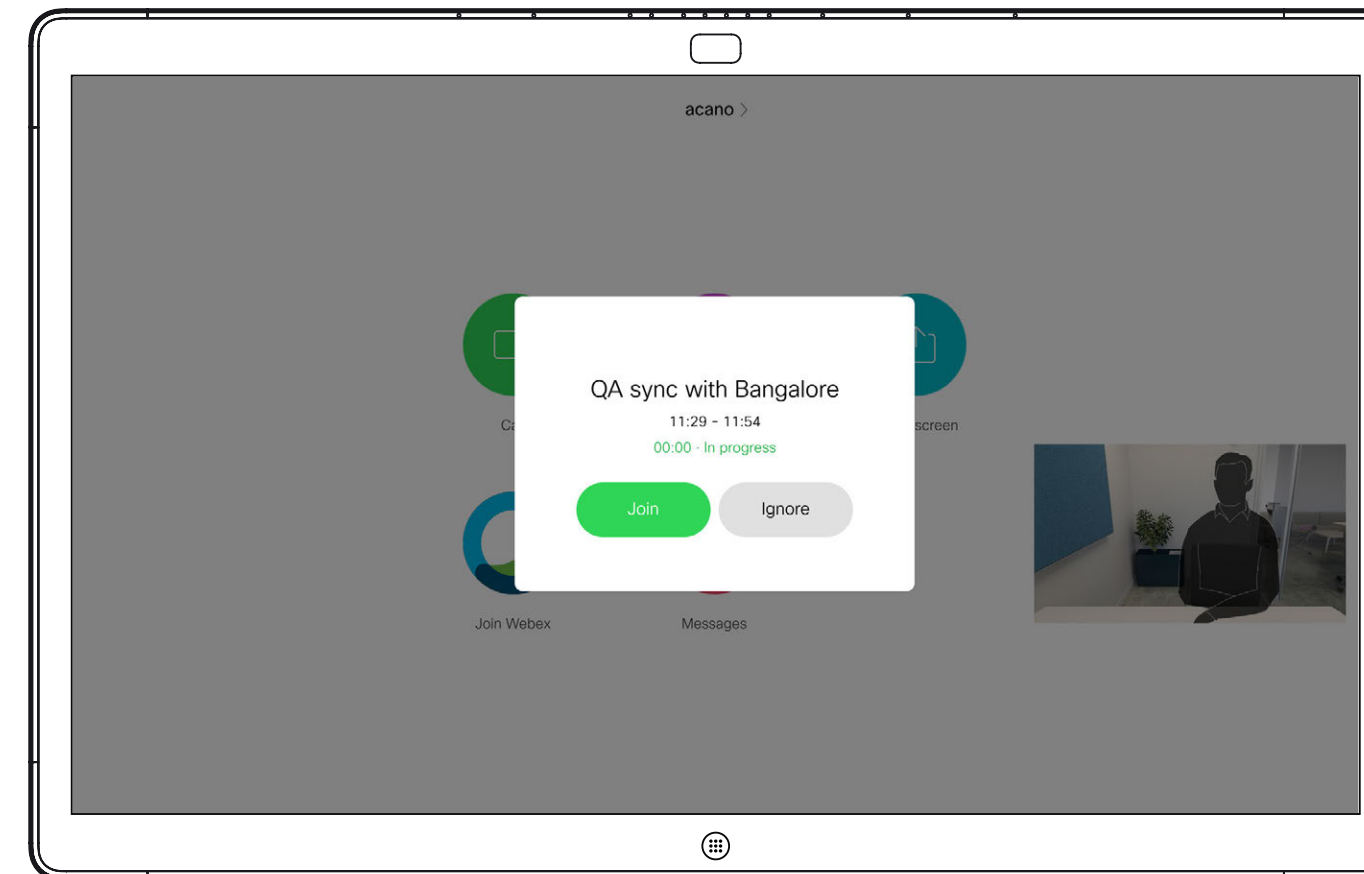 acano
QA sync with Bangalore
11:29 - 11:54
00:00 · In progress
Join
Ignore
Ca
screen
Join Webex
Messages